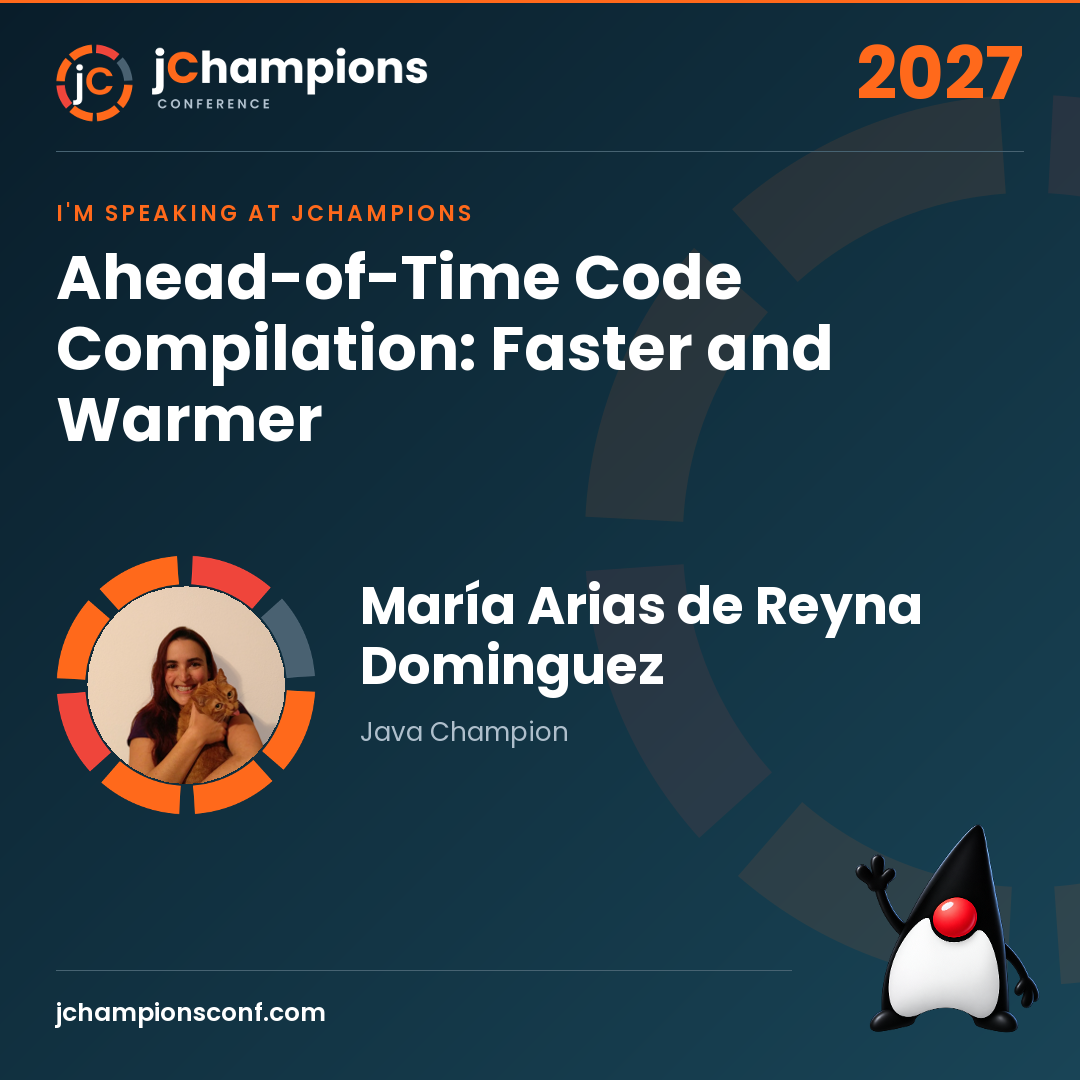 jC
jChampions
CONFERENCE
2027
I'M SPEAKING AT JCHAMPIONS
Ahead-of-Time Code
Compilation: Faster and
Warmer
María Arias de Reyna
Dominguez
Java Champion
jchampionsconf.com